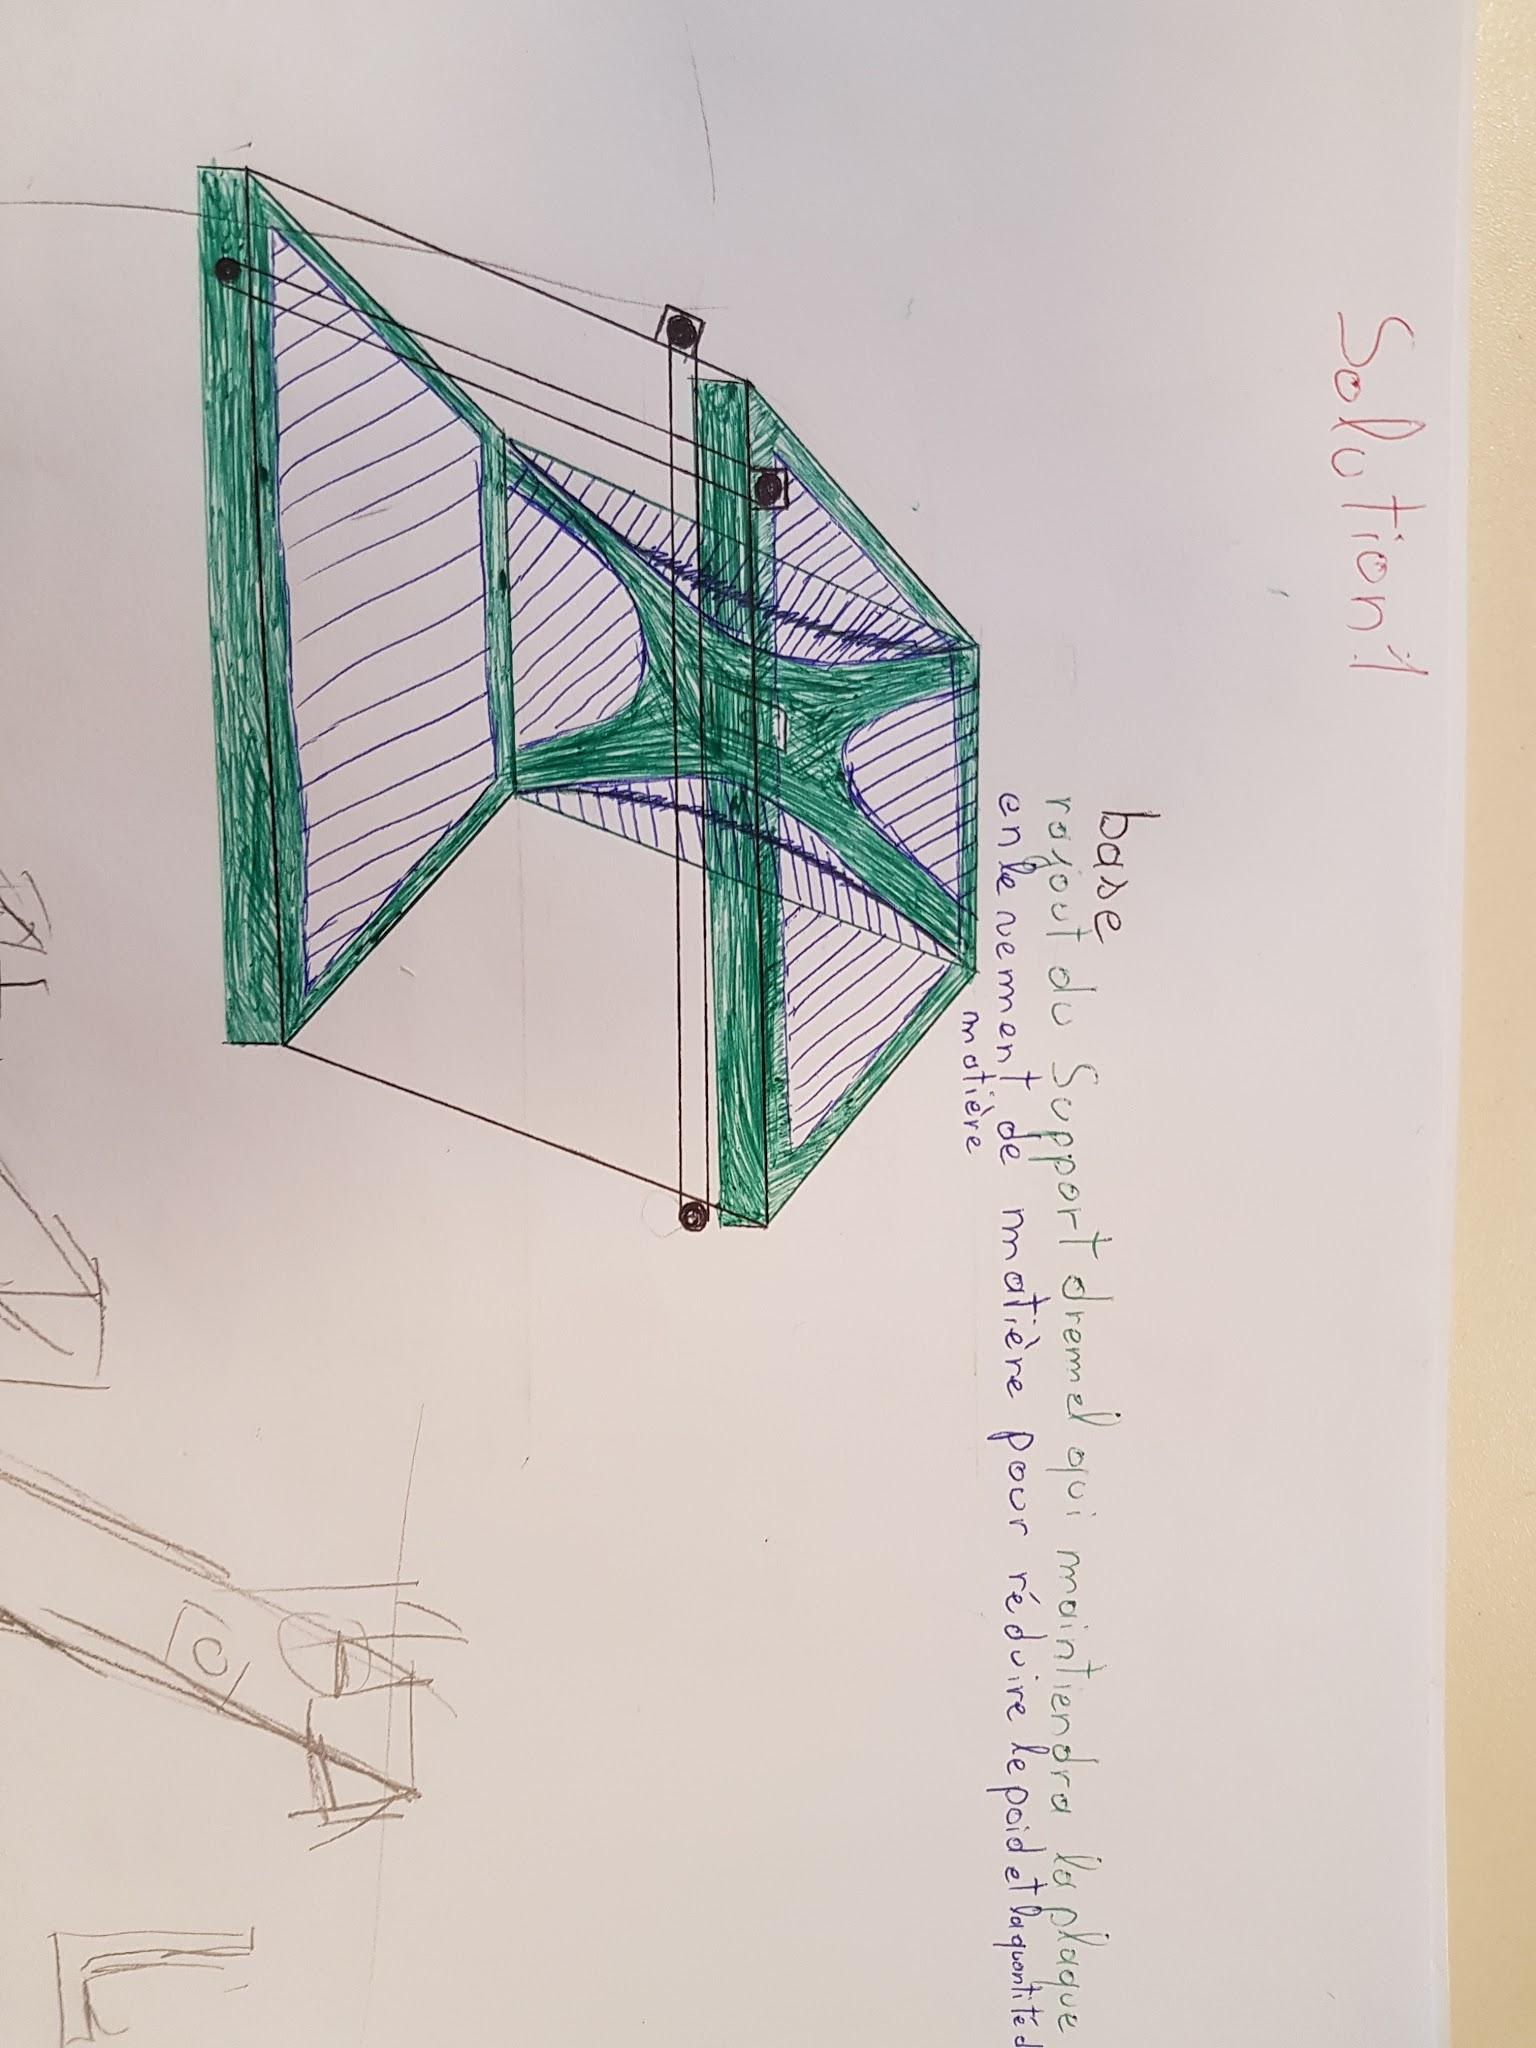 Solution 1
base
rajout du Support dremel qui maintiendra la plaque
enlevement de matière pour réduire le poid et la quantité d
matière